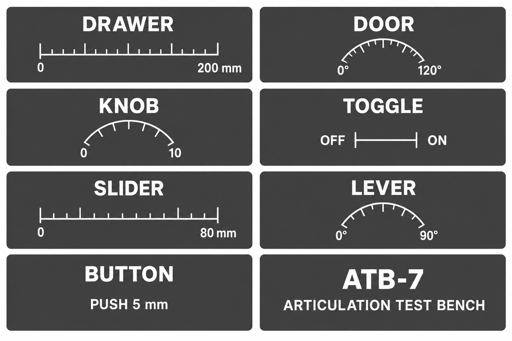 DRAWER
0 200 mm
DOOR
0° 120°
KNOB
0 10
TOGGLE
OFF ON
SLIDER
0 80 mm
LEVER
0° 90°
BUTTON
PUSH 5 mm
ATB-7
ARTICULATION TEST BENCH